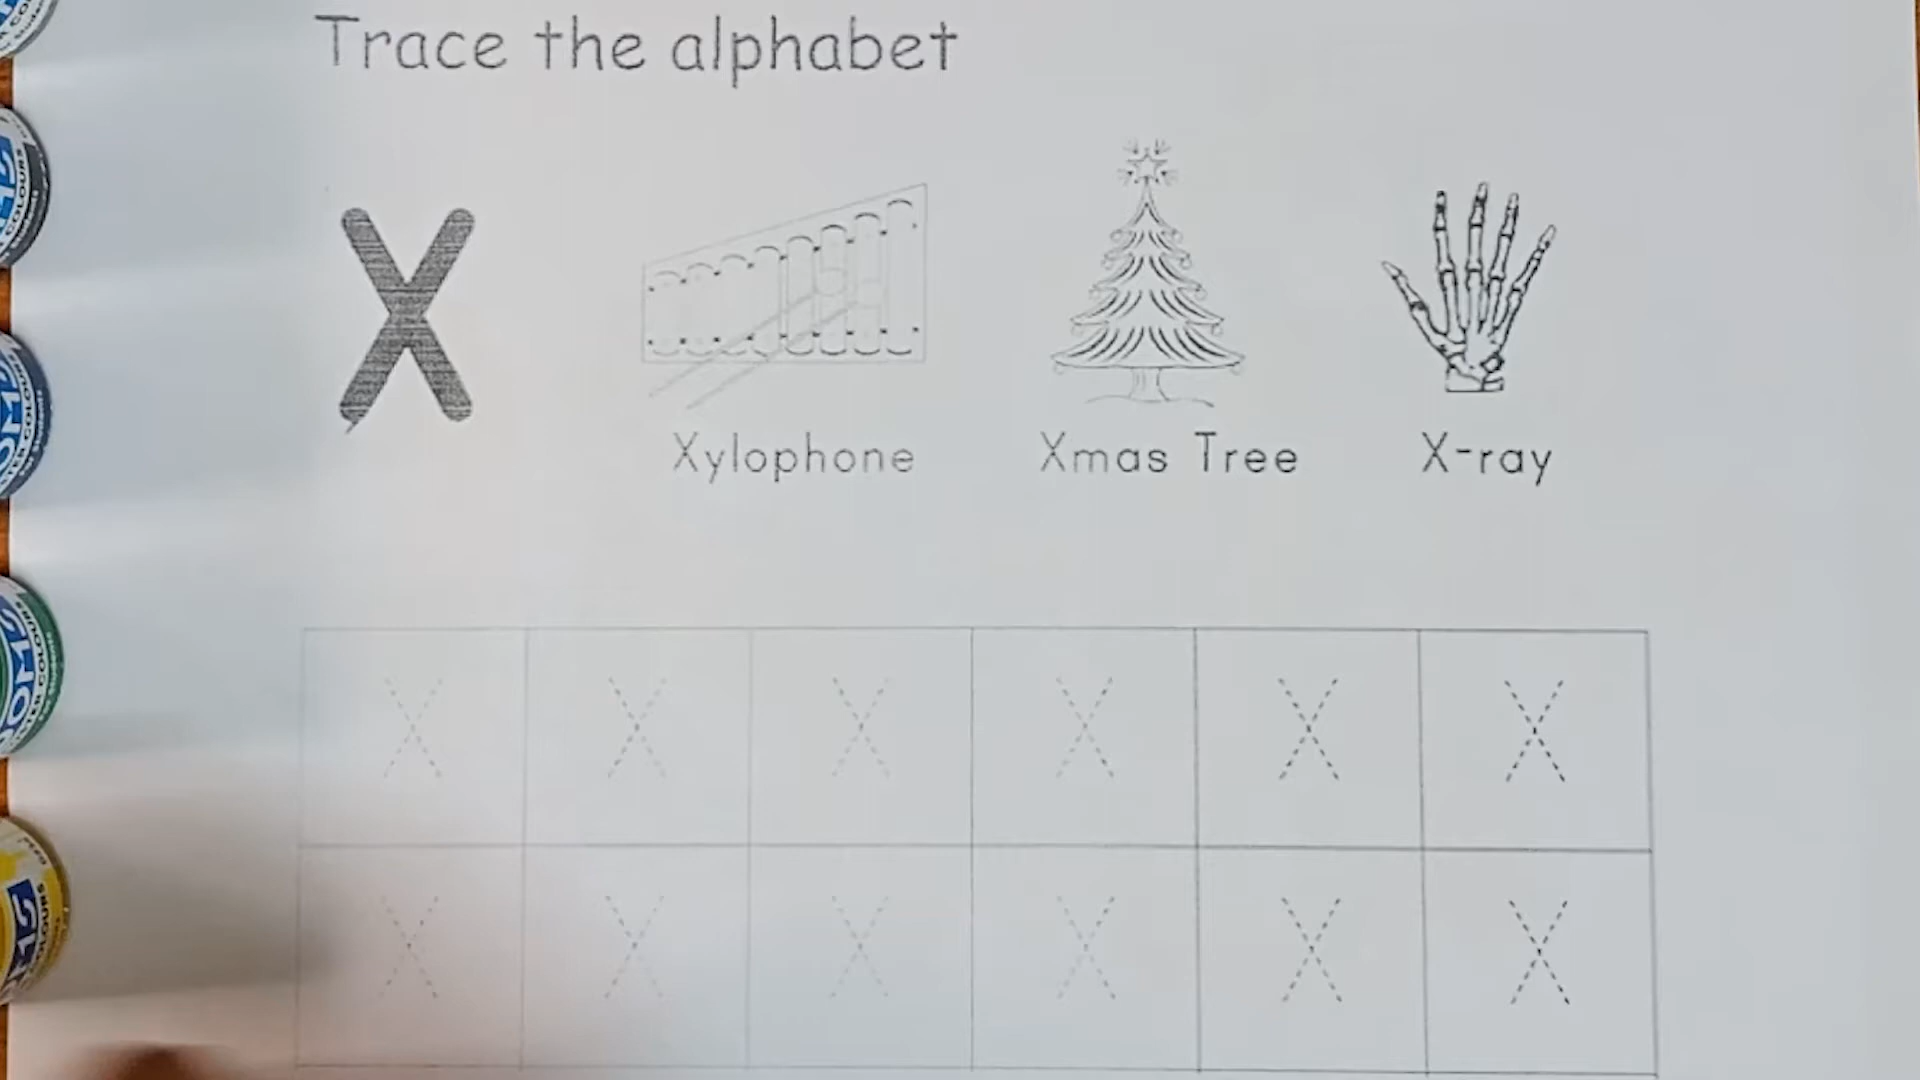 Trace the alphabet
X
Xylophone Xmas Tree X-ray
X X X X X X
X X X X X X